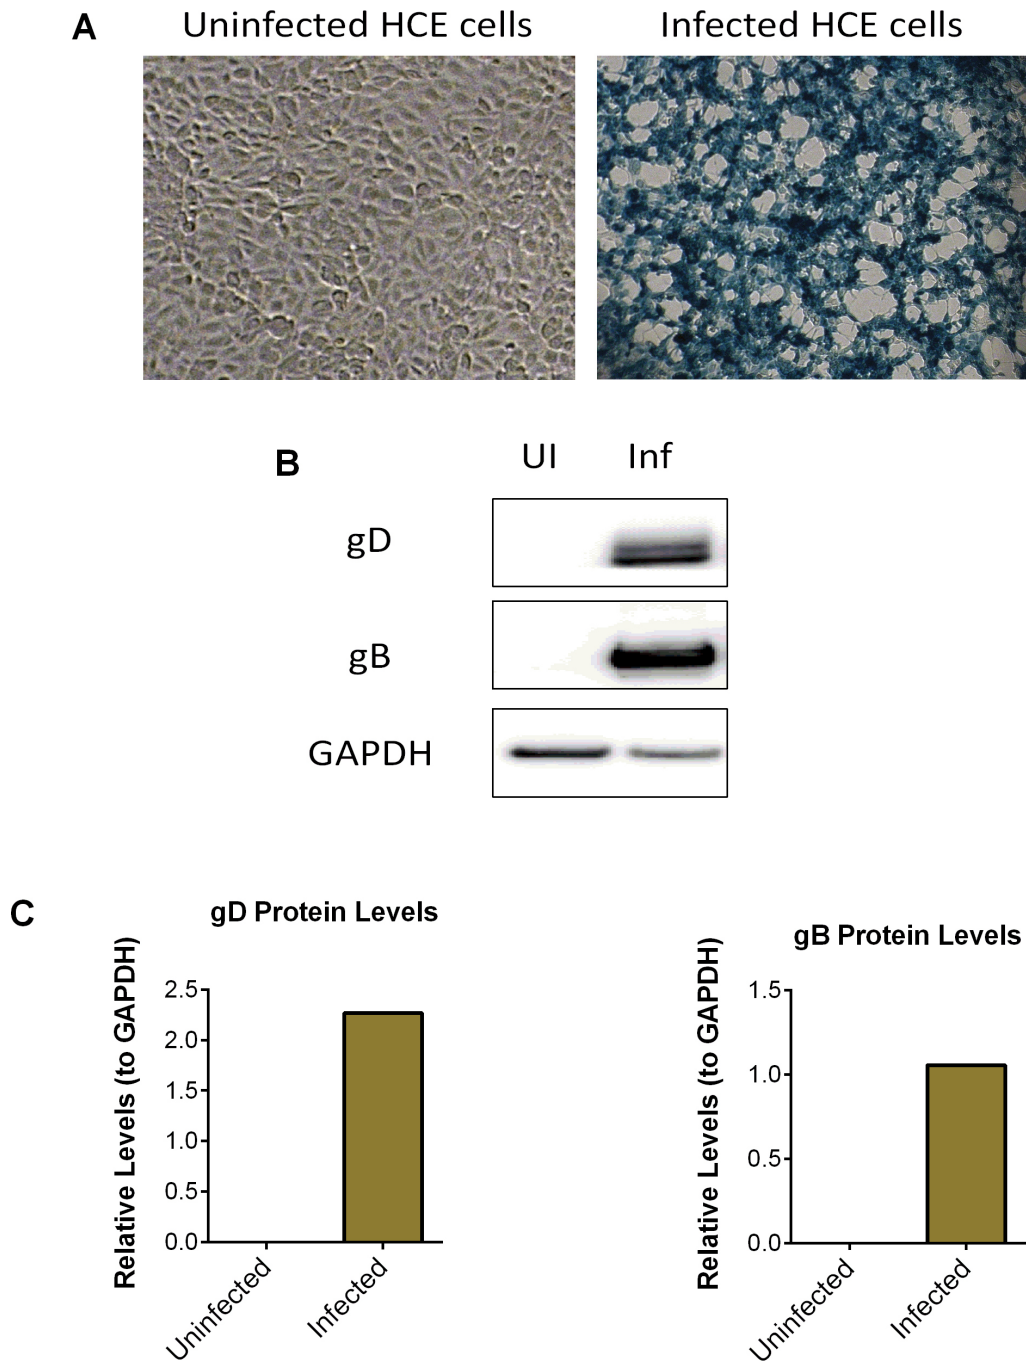 A
Uninfected HCE cells
Infected HCE cells
B
UI
Inf
gD
gB
GAPDH
C
gD Protein Levels
Relative Levels (to GAPDH)
2.5
2.0
1.5
1.0
0.5
0.0
Uninfected
Infected
gB Protein Levels
Relative Levels (to GAPDH)
1.5
1.0
0.5
0.0
Uninfected
Infected